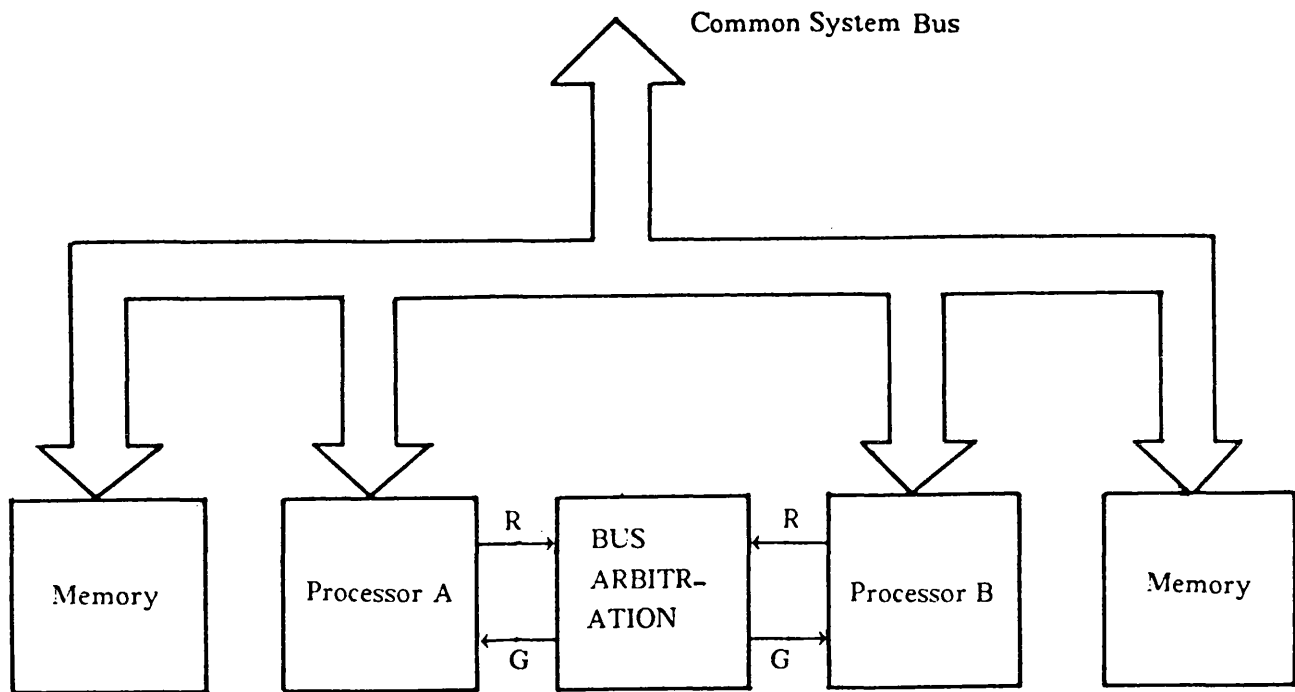 Common System Bus
R
R
BUS
ARBITR-
ATION
Memory
Processor A
Processor B
Memory
G
G